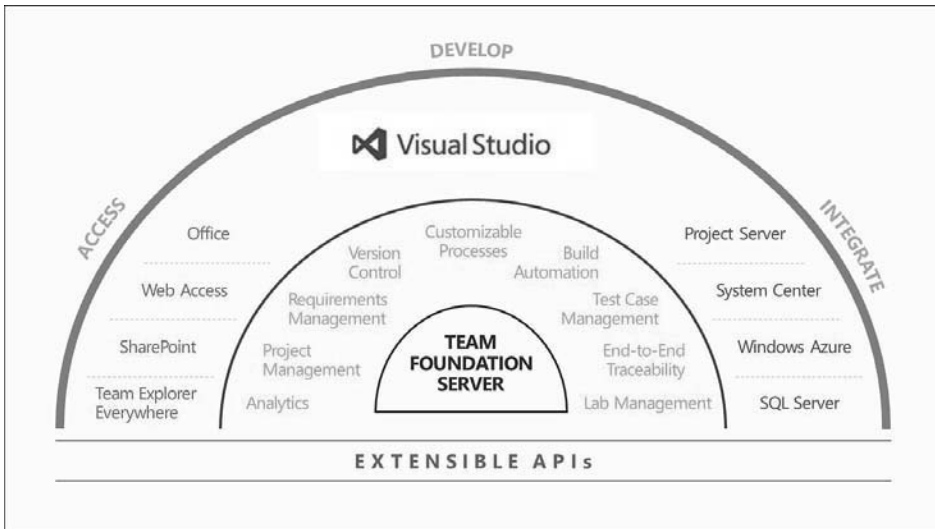 DEVELOP
Visual Studio
ACCESS
INTEGRATE
Office
Web Access
SharePoint
Team Explorer
Everywhere
Customizable
Processes
Version
Control
Build
Automation
Requirements
Management
Test Case
Management
Project
Management
End-to-End
Traceability
Analytics
Lab Management
TEAM
FOUNDATION
SERVER
Project Server
System Center
Windows Azure
SQL Server
EXTENSIBLE APIs